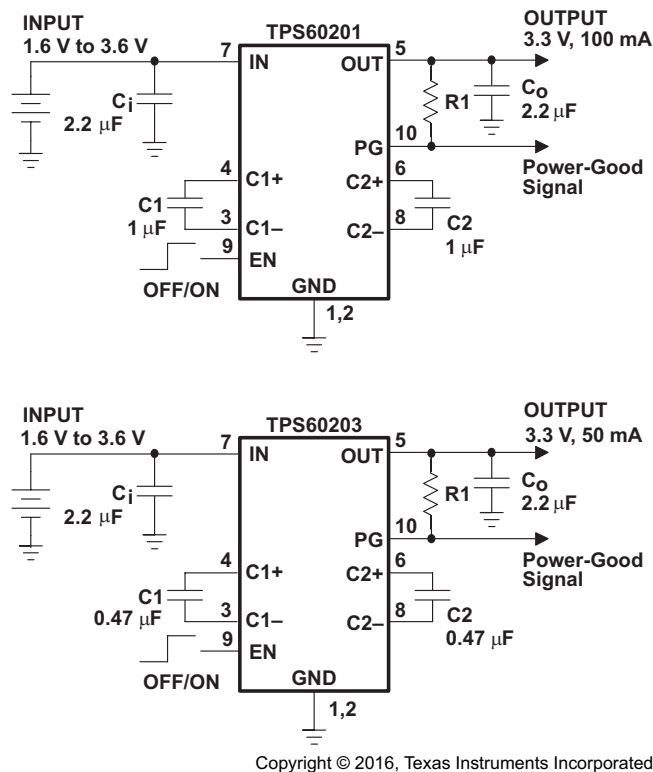 INPUT
1.6 V to 3.6 V
TPS60201
OUTPUT
3.3 V, 100 mA
7
IN
OUT
5
Ci
2.2 μF
R1
Co
2.2 μF
PG
10
Power-Good
Signal
4
C1+
C2+
6
C1
1 μF
3
C1–
C2–
8
C2
1 μF
9
EN
OFF/ON
GND
1,2
INPUT
1.6 V to 3.6 V
TPS60203
OUTPUT
3.3 V, 50 mA
7
IN
OUT
5
Ci
2.2 μF
R1
Co
2.2 μF
PG
10
Power-Good
Signal
4
C1+
C2+
6
C1
0.47 μF
3
C1–
C2–
8
C2
0.47 μF
9
EN
OFF/ON
GND
1,2
Copyright © 2016, Texas Instruments Incorporated